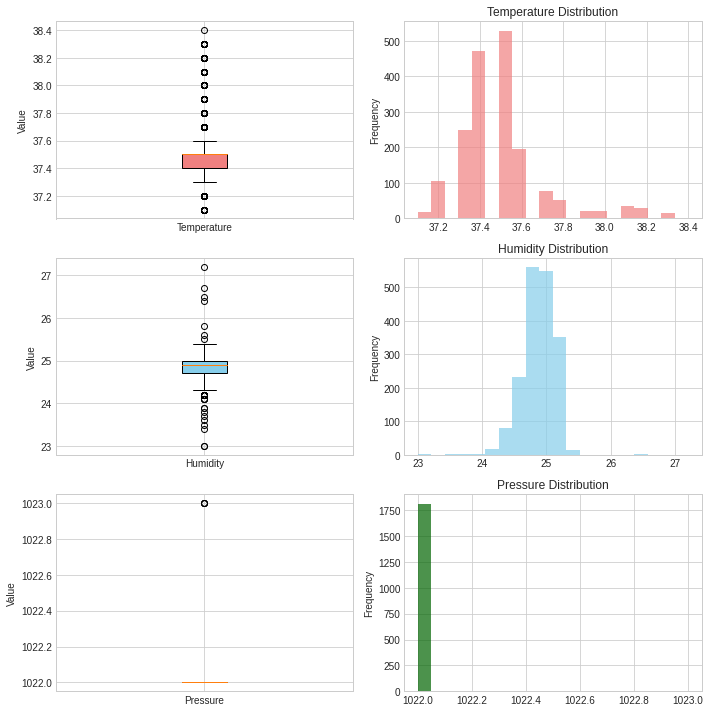 38.4
38.2
38.0
37.8
37.6
37.4
37.2
Value
Temperature
Temperature Distribution
500
400
300
200
100
0
Frequency
37.2 37.4 37.6 37.8 38.0 38.2 38.4
27
26
25
24
23
Value
Humidity
Humidity Distribution
500
400
300
200
100
0
Frequency
23 24 25 26 27
1023.0
1022.8
1022.6
1022.4
1022.2
1022.0
Value
Pressure
Pressure Distribution
1750
1500
1250
1000
750
500
250
0
Frequency
1022.0 1022.2 1022.4 1022.6 1022.8 1023.0